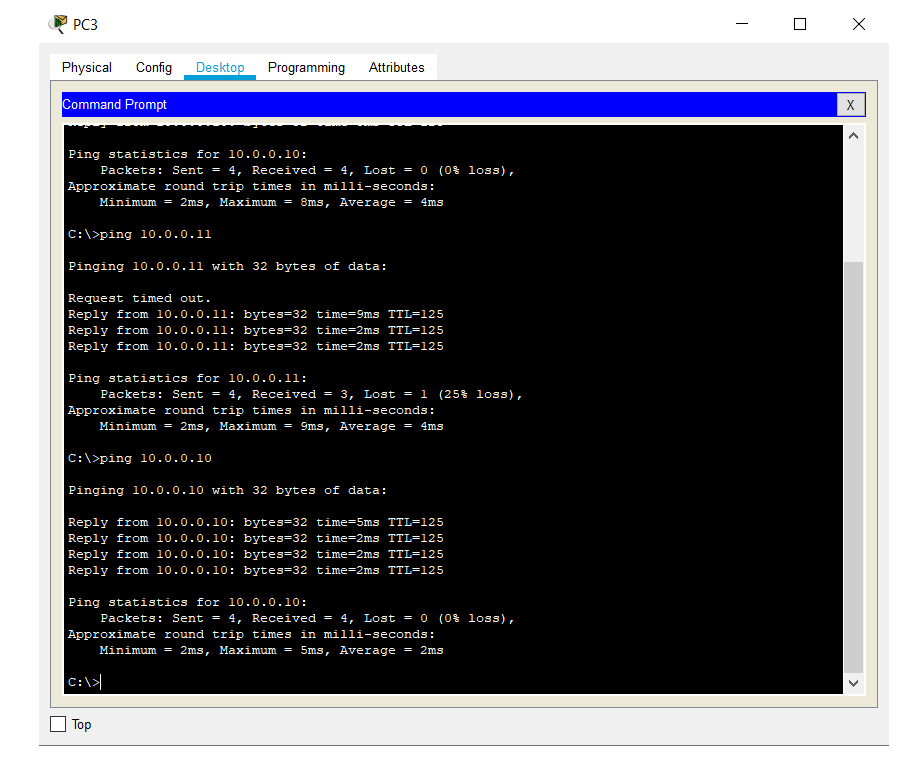 PC3
Physical Config Desktop Programming Attributes
Command Prompt
X
Ping statistics for 10.0.0.10:
    Packets: Sent = 4, Received = 4, Lost = 0 (0% loss),
Approximate round trip times in milli-seconds:
    Minimum = 2ms, Maximum = 8ms, Average = 4ms
C:\>ping 10.0.0.11
Pinging 10.0.0.11 with 32 bytes of data:
Request timed out.
Reply from 10.0.0.11: bytes=32 time=9ms TTL=125
Reply from 10.0.0.11: bytes=32 time=2ms TTL=125
Reply from 10.0.0.11: bytes=32 time=2ms TTL=125
Ping statistics for 10.0.0.11:
    Packets: Sent = 4, Received = 3, Lost = 1 (25% loss),
Approximate round trip times in milli-seconds:
    Minimum = 2ms, Maximum = 9ms, Average = 4ms
C:\>ping 10.0.0.10
Pinging 10.0.0.10 with 32 bytes of data:
Reply from 10.0.0.10: bytes=32 time=5ms TTL=125
Reply from 10.0.0.10: bytes=32 time=2ms TTL=125
Reply from 10.0.0.10: bytes=32 time=2ms TTL=125
Reply from 10.0.0.10: bytes=32 time=2ms TTL=125
Ping statistics for 10.0.0.10:
    Packets: Sent = 4, Received = 4, Lost = 0 (0% loss),
Approximate round trip times in milli-seconds:
    Minimum = 2ms, Maximum = 5ms, Average = 2ms
C:\>
Top